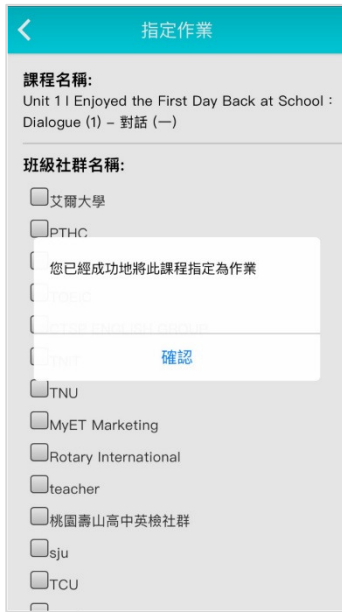 指定作業
課程名稱:
Unit 1 I Enjoyed the First Day Back at School：
Dialogue (1) – 對話 (一)
班級社群名稱:
艾爾大學
PTHC
您已經成功地將此課程指定為作業
確認
TNU
MyET Marketing
Rotary International
teacher
桃園壽山高中英檢社群
sju
TCU